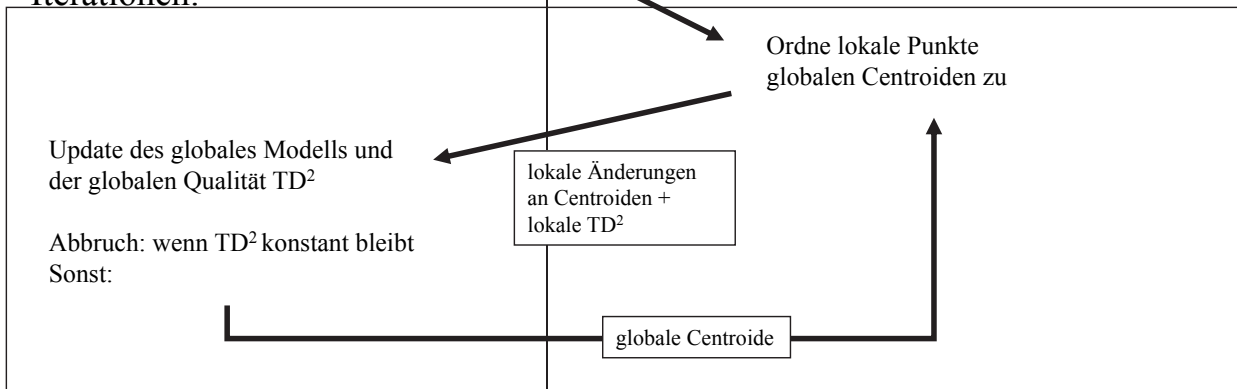 Iterationen:
Ordne lokale Punkte
globalen Centroiden zu
Update des globales Modells und
der globalen Qualität TD²
lokale Änderungen
an Centroiden +
lokale TD²
Abbruch: wenn TD² konstant bleibt
Sonst:
globale Centroide